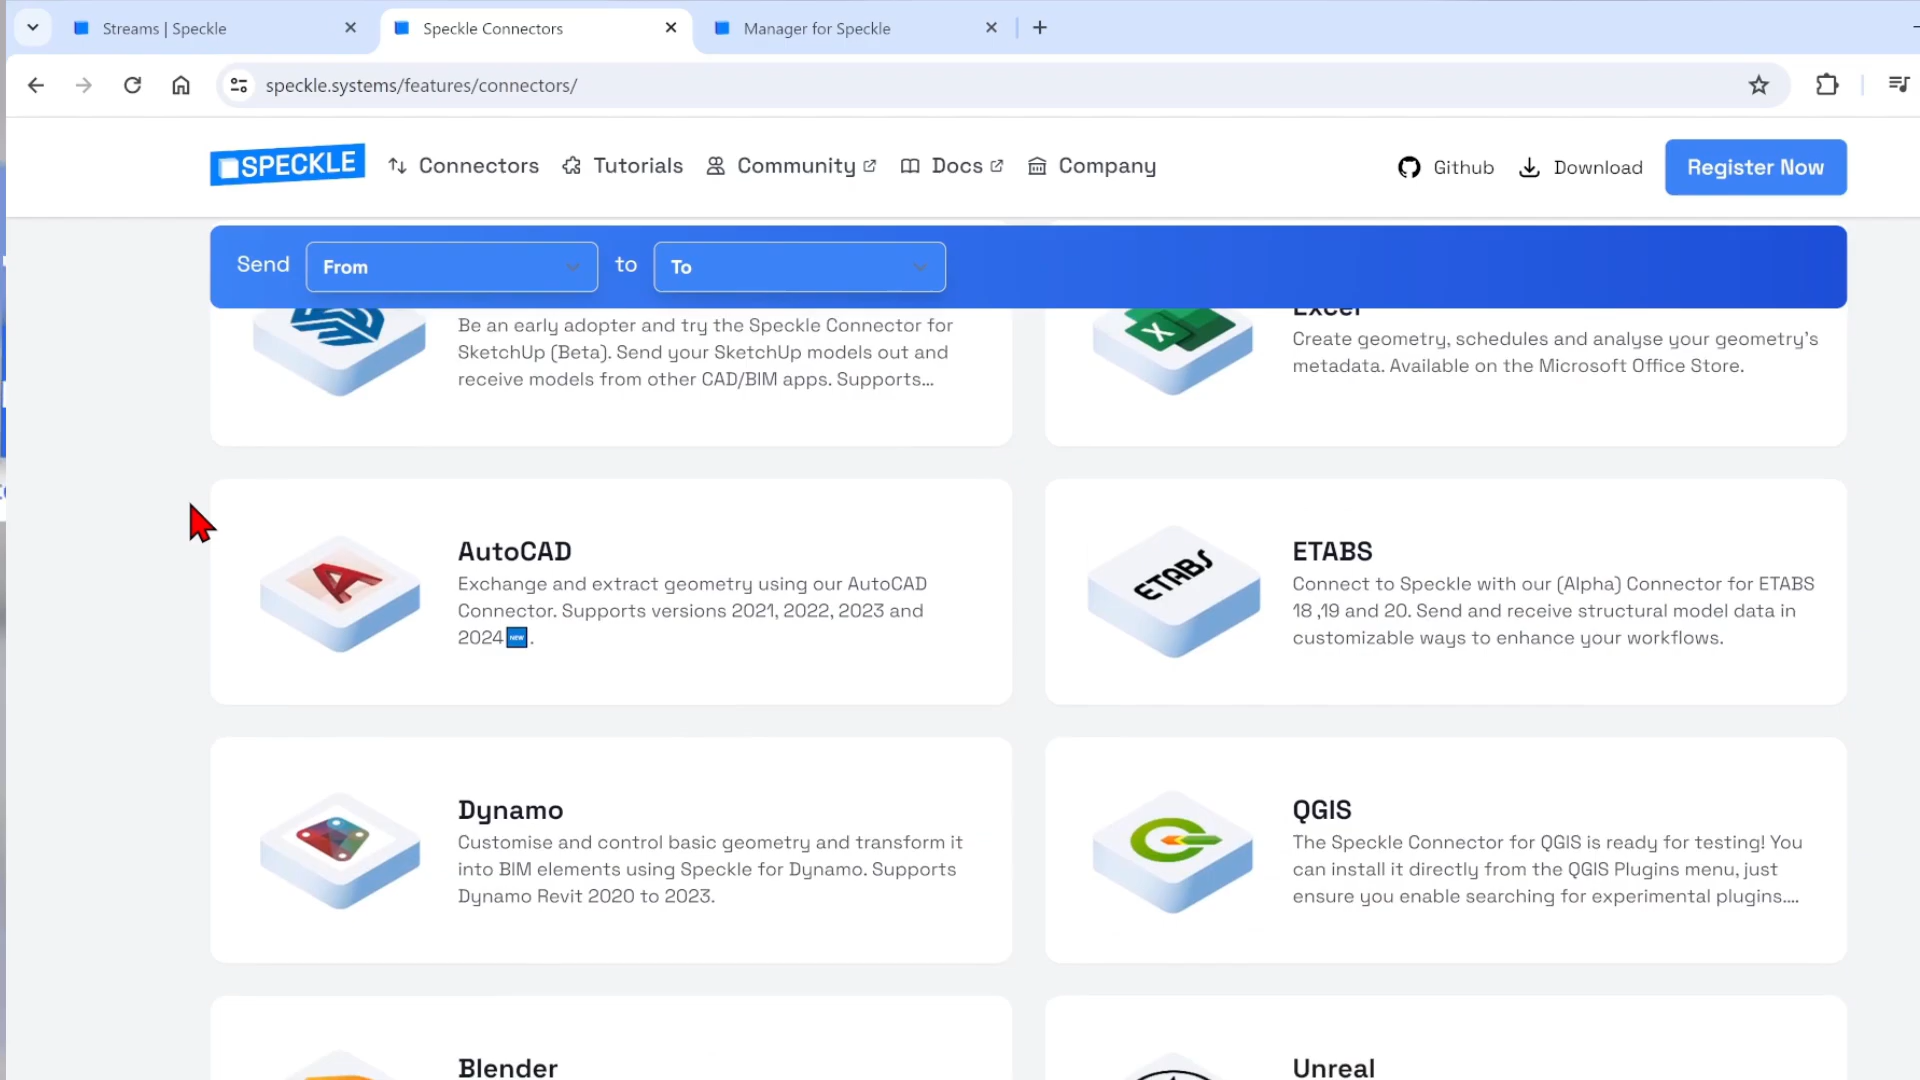 Streams | Speckle
Speckle Connectors
Manager for Speckle
speckle.systems/features/connectors/
SPECKLE
Connectors
Tutorials
Community
Docs
Company
Github
Download
Register Now
Send
From
to
To
Be an early adopter and try the Speckle Connector for
SketchUp (Beta). Send your SketchUp models out and
receive models from other CAD/BIM apps. Supports...
Excel
Create geometry, schedules and analyse your geometry's
metadata. Available on the Microsoft Office Store.
AutoCAD
Exchange and extract geometry using our AutoCAD
Connector. Supports versions 2021, 2022, 2023 and
2024 NEW .
ETABS
ETABS
Connect to Speckle with our (Alpha) Connector for ETABS
18 ,19 and 20. Send and receive structural model data in
customizable ways to enhance your workflows.
Dynamo
Customise and control basic geometry and transform it
into BIM elements using Speckle for Dynamo. Supports
Dynamo Revit 2020 to 2023.
QGIS
The Speckle Connector for QGIS is ready for testing! You
can install it directly from the QGIS Plugins menu, just
ensure you enable searching for experimental plugins....
Blender
Unreal